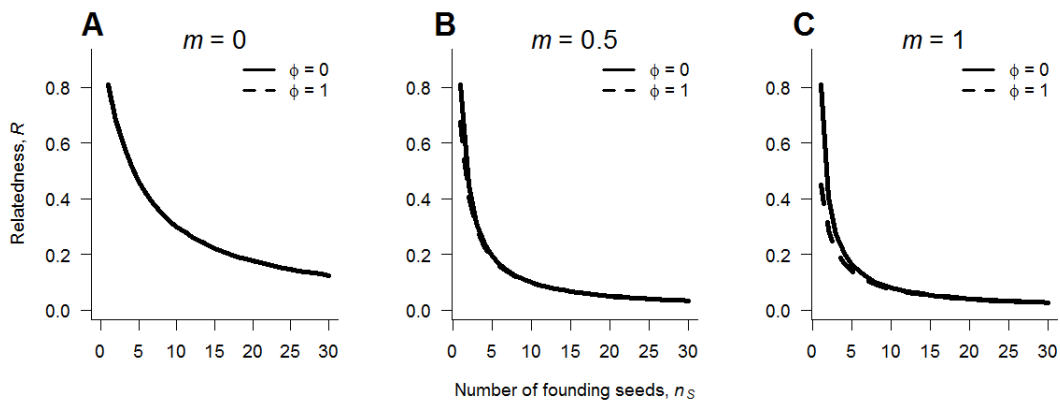 A
m = 0
ϕ = 0
ϕ = 1
Relatedness, R
0.8
0.6
0.4
0.2
0.0
0 5 10 15 20 25 30
B
m = 0.5
ϕ = 0
ϕ = 1
0.8
0.6
0.4
0.2
0.0
0 5 10 15 20 25 30
C
m = 1
ϕ = 0
ϕ = 1
0.8
0.6
0.4
0.2
0.0
0 5 10 15 20 25 30
Number of founding seeds, nS